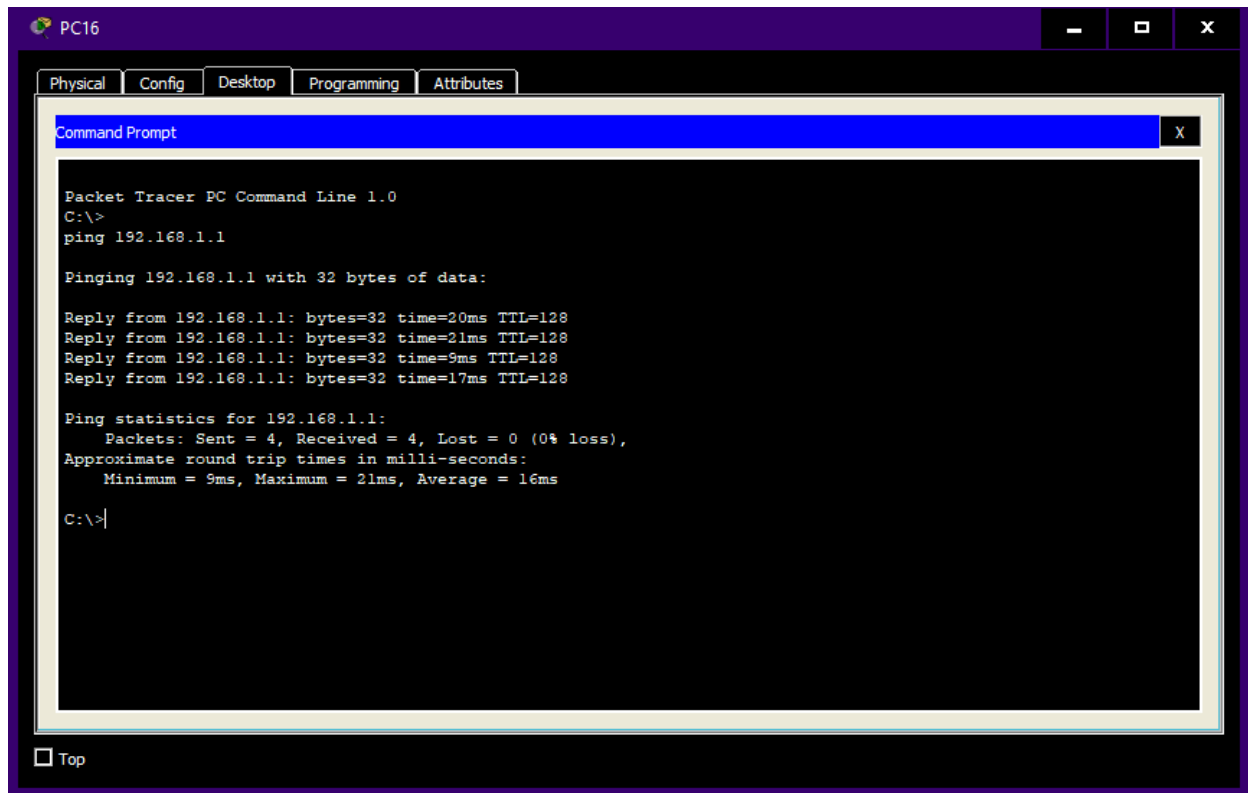 PC16
Physical Config Desktop Programming Attributes
Command Prompt X
Packet Tracer PC Command Line 1.0
C:\>
ping 192.168.1.1
Pinging 192.168.1.1 with 32 bytes of data:
Reply from 192.168.1.1: bytes=32 time=20ms TTL=128
Reply from 192.168.1.1: bytes=32 time=21ms TTL=128
Reply from 192.168.1.1: bytes=32 time=9ms TTL=128
Reply from 192.168.1.1: bytes=32 time=17ms TTL=128
Ping statistics for 192.168.1.1:
Packets: Sent = 4, Received = 4, Lost = 0 (0% loss),
Approximate round trip times in milli-seconds:
Minimum = 9ms, Maximum = 21ms, Average = 16ms
C:\>
Top